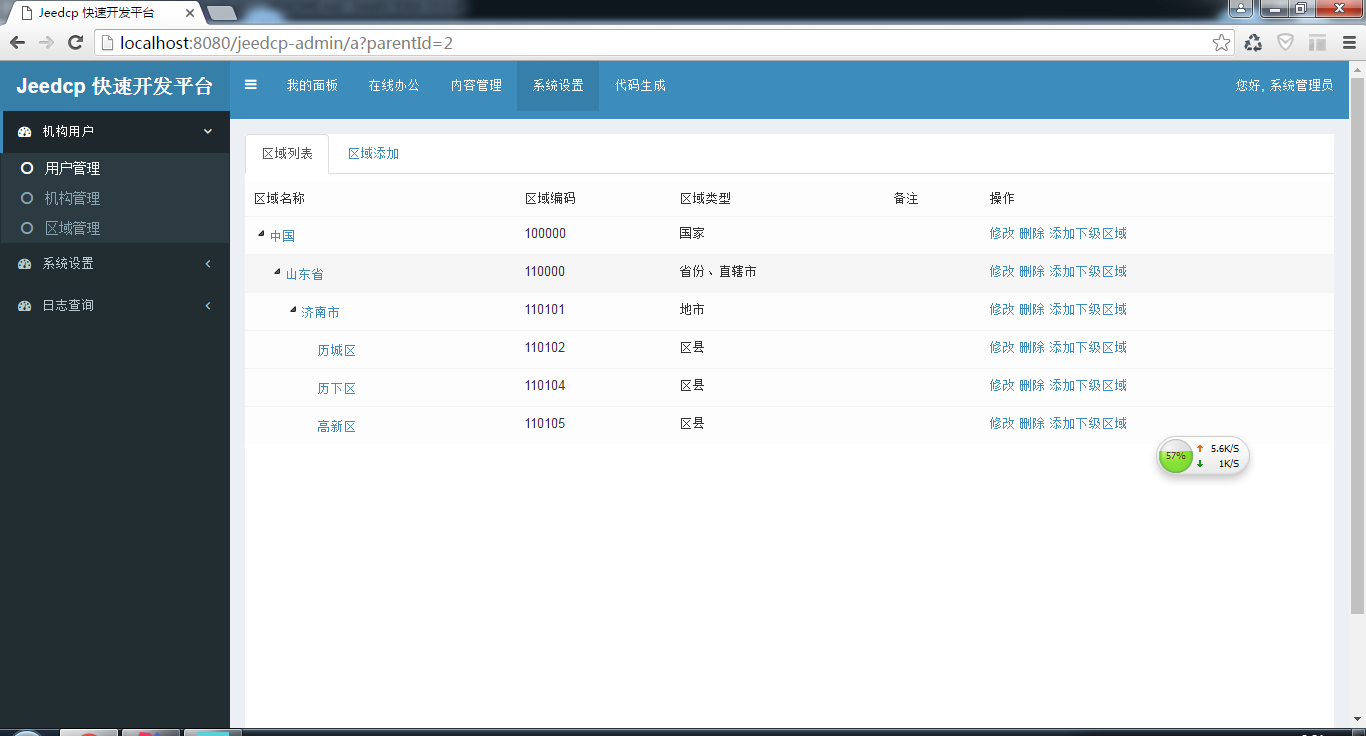 Jeedcp 快速开发平台
localhost:8080/jeedcp-admin/a?parentId=2
Jeedcp 快速开发平台
我的面板 在线办公 内容管理 系统设置 代码生成 您好, 系统管理员
机构用户
用户管理
机构管理
区域管理
系统设置
日志查询
区域列表 区域添加
区域名称 区域编码 区域类型 备注 操作
中国 100000 国家 修改 删除 添加下级区域
山东省 110000 省份、直辖市 修改 删除 添加下级区域
济南市 110101 地市 修改 删除 添加下级区域
历城区 110102 区县 修改 删除 添加下级区域
历下区 110104 区县 修改 删除 添加下级区域
高新区 110105 区县 修改 删除 添加下级区域
57% 5.6K/S
1K/S